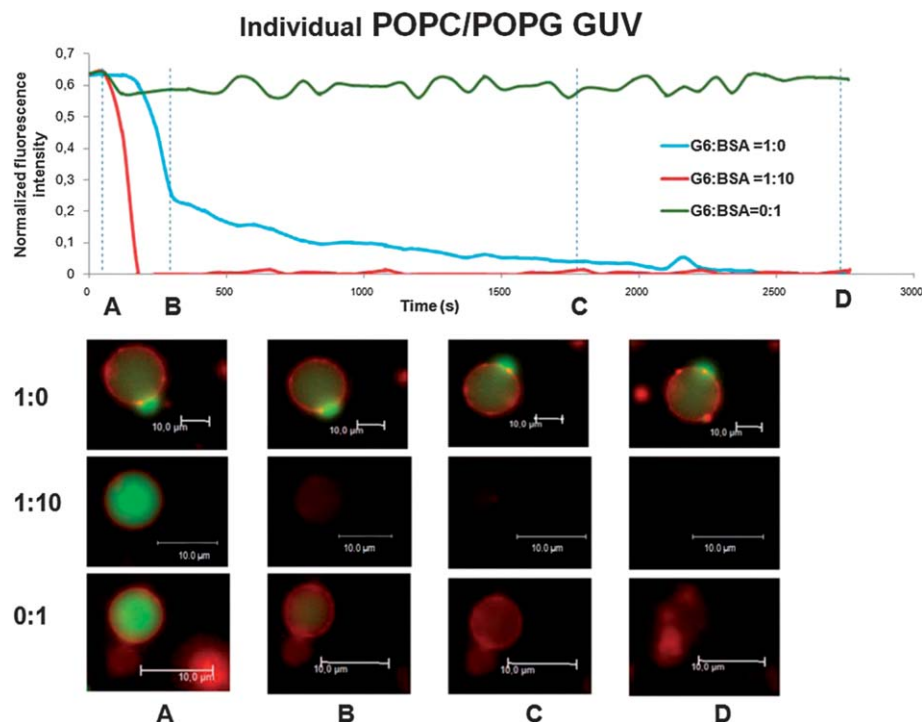 Individual POPC/POPG GUV
Normalized fluorescence
intensity
0,7
0,6
0,5
0,4
0,3
0,2
0,1
0
G6:BSA =1:0
G6:BSA =1:10
G6:BSA=0:1
0 500 1000 1500 2000 2500 3000
A B Time (s) C D
1:0
10,0 µm 10,0 µm 10,0 µm 10,0 µm
1:10
10.0 µm 10.0 µm 10.0 µm 10.0 µm
0:1
10,0 µm 10,0 µm 10,0 µm 10,0 µm
A B C D